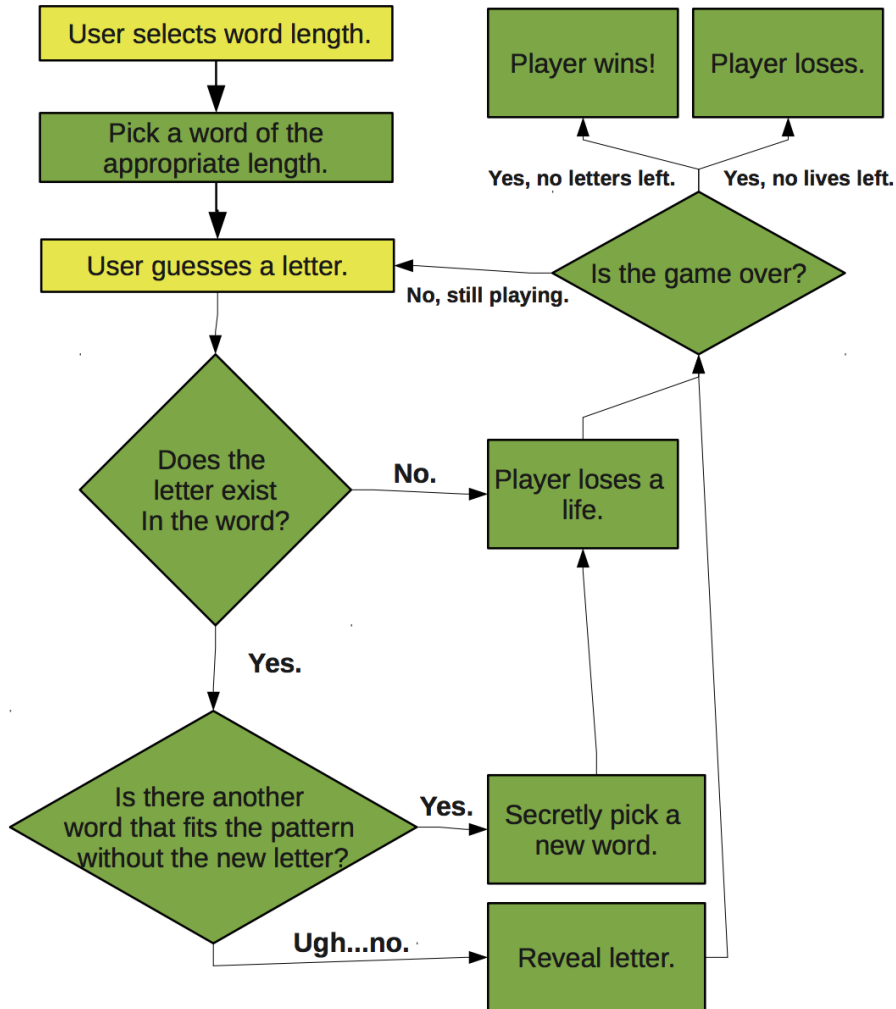 User selects word length.
Pick a word of the
appropriate length.
User guesses a letter.
Player wins!
Player loses.
Yes, no letters left.
Yes, no lives left.
Is the game over?
No, still playing.
Does the
letter exist
In the word?
No.
Player loses a
life.
Yes.
Is there another
word that fits the pattern
without the new letter?
Yes.
Secretly pick a
new word.
Ugh...no.
Reveal letter.